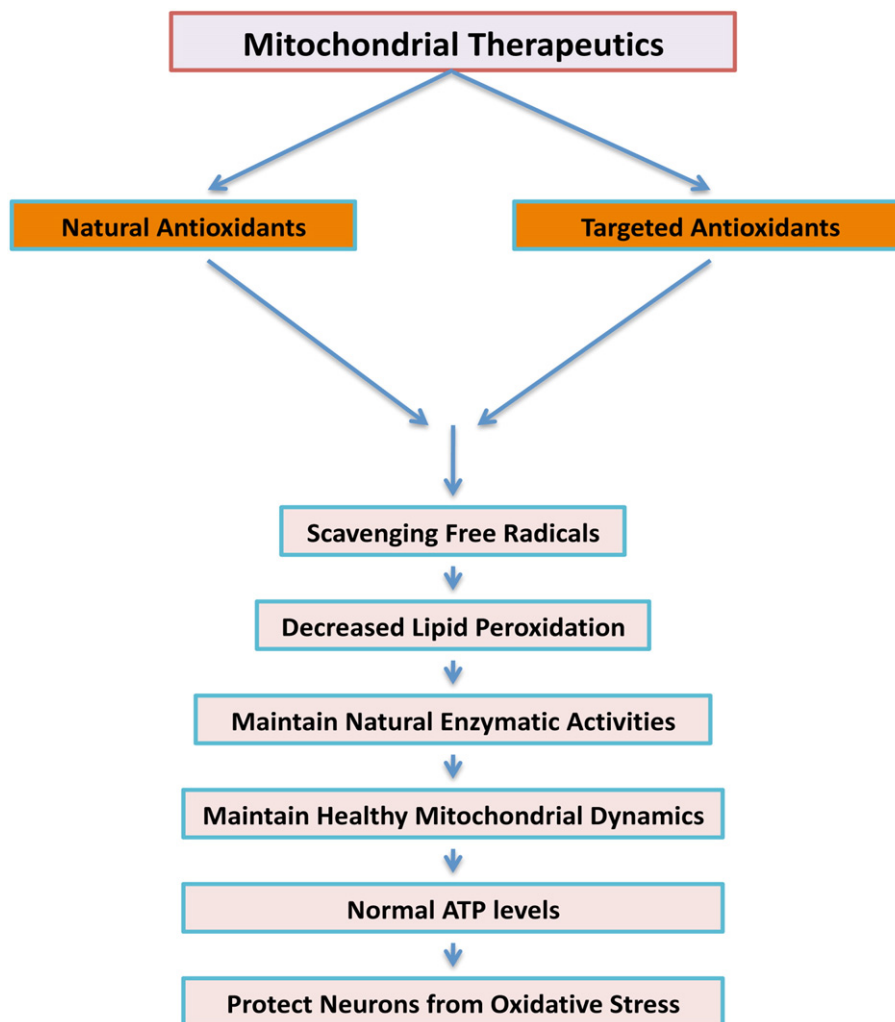 Mitochondrial Therapeutics
Natural Antioxidants
Targeted Antioxidants
Scavenging Free Radicals
Decreased Lipid Peroxidation
Maintain Natural Enzymatic Activities
Maintain Healthy Mitochondrial Dynamics
Normal ATP levels
Protect Neurons from Oxidative Stress